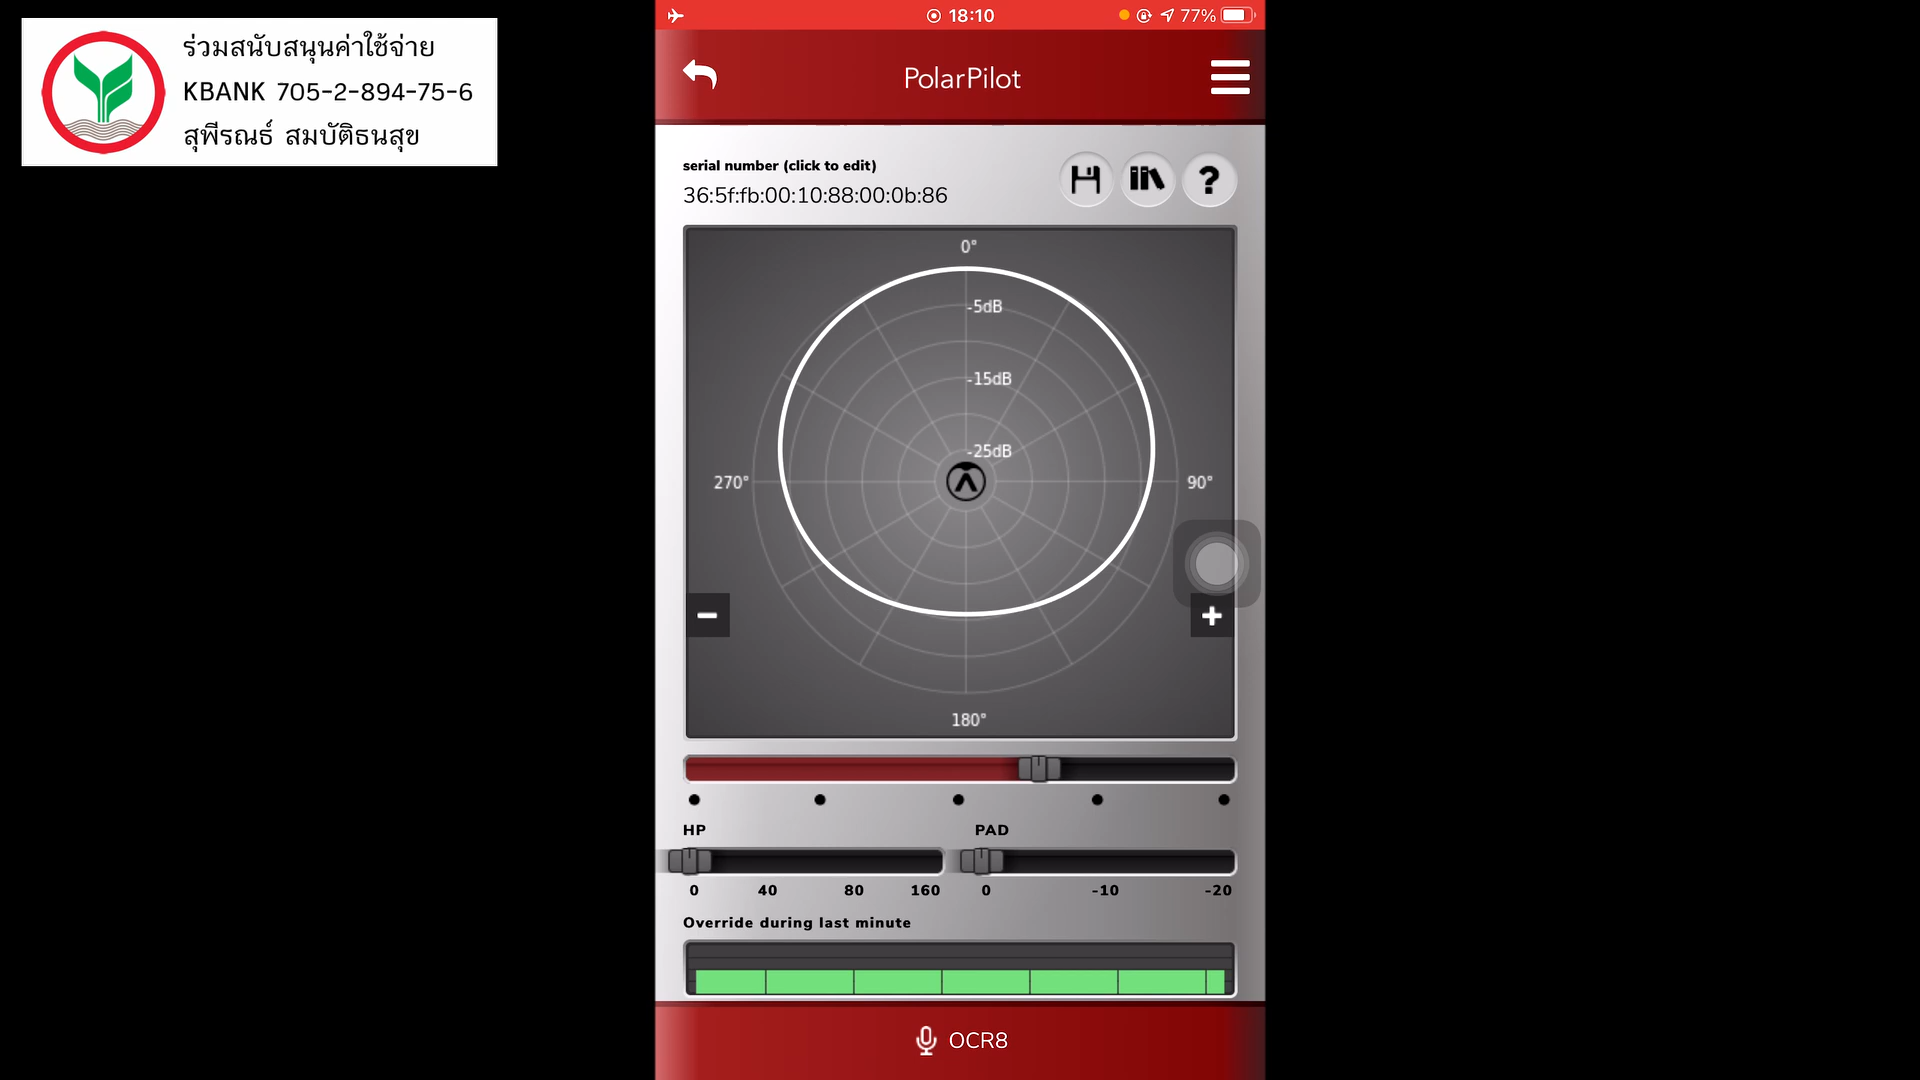 ร่วมสนับสนุนค่าใช้จ่าย
KBANK 705-2-894-75-6
สุพีรณธ์ สมบัติธนสุข
18:10
77%
PolarPilot
serial number (click to edit)
36:5f:fb:00:10:88:00:0b:86
?
0°
-5dB
-15dB
-25dB
270°
90°
180°
HP
PAD
0 40 80 160
0 -10 -20
Override during last minute
OCR8